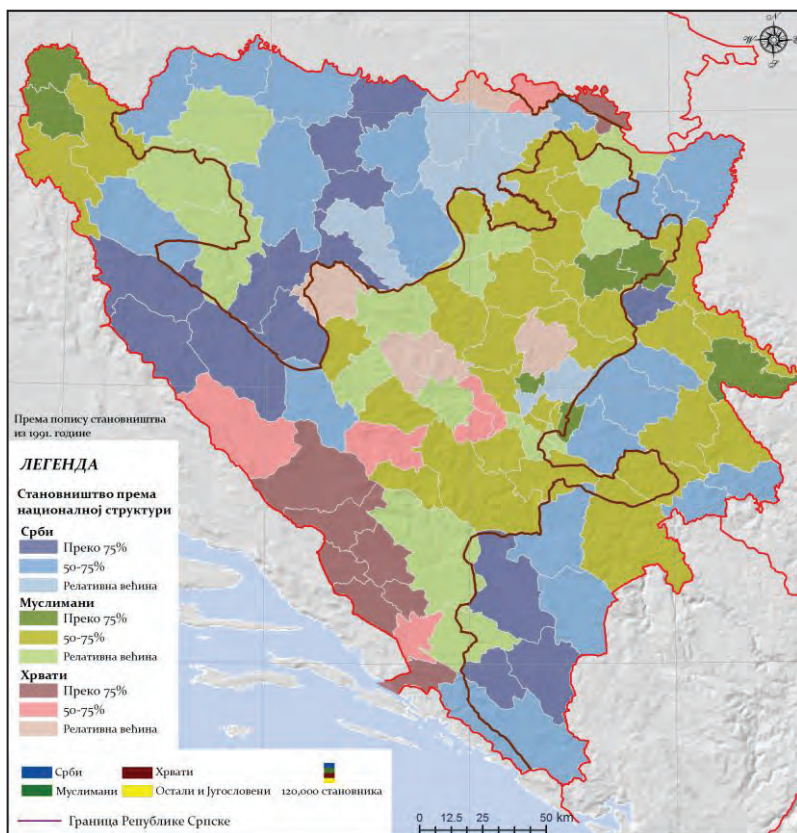 N
W
E
S
Према попису становништва
из 1991. године
ЛЕГЕНДА
Становништво према
националној структури
Срби
Преко 75%
50-75%
Релативна већина
Муслимани
Преко 75%
50-75%
Релативна већина
Хрвати
Преко 75%
50-75%
Релативна већина
Срби
Хрвати
Муслимани
Остали и Југословени
120,000 становника
Граница Републике Српске
0 12.5 25 50 km